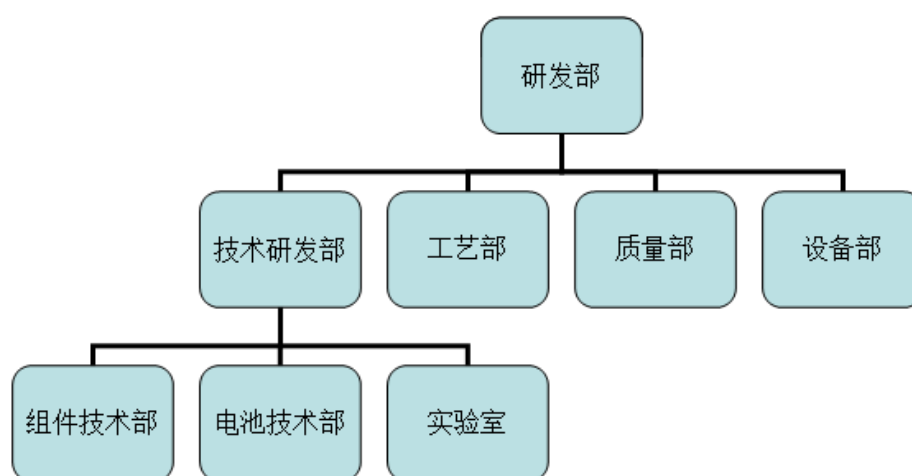 研发部
技术研发部
工艺部
质量部
设备部
组件技术部
电池技术部
实验室